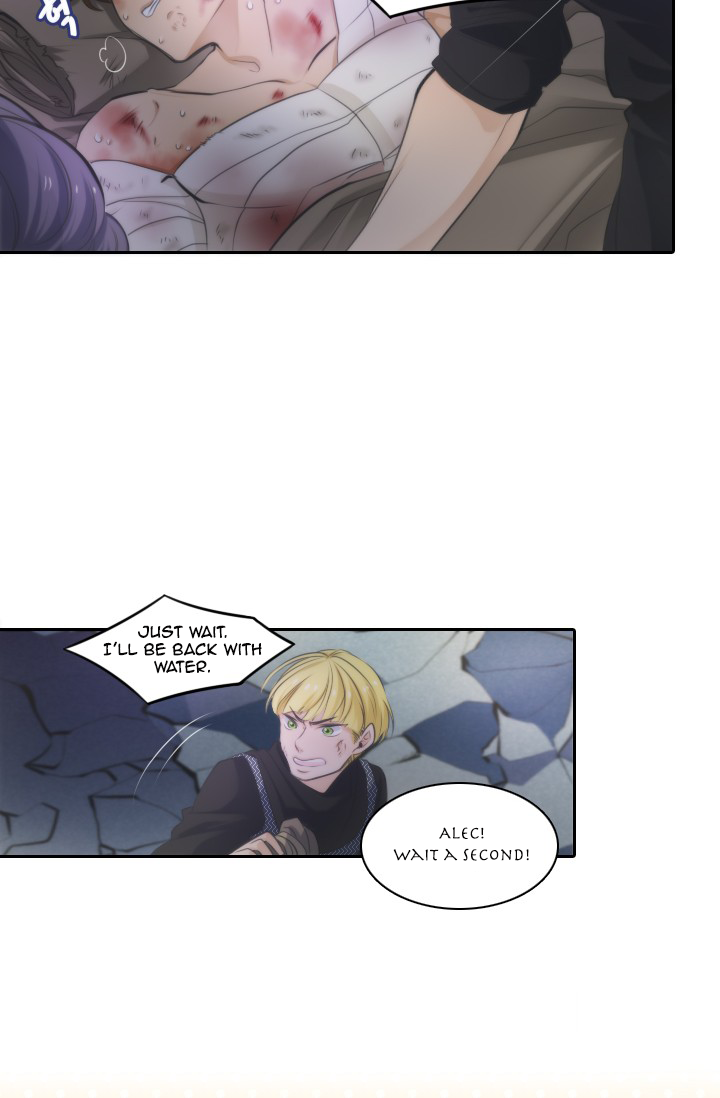 JUST WAIT.
I'LL BE BACK WITH
WATER.
ALEC!
WAIT A SECOND!